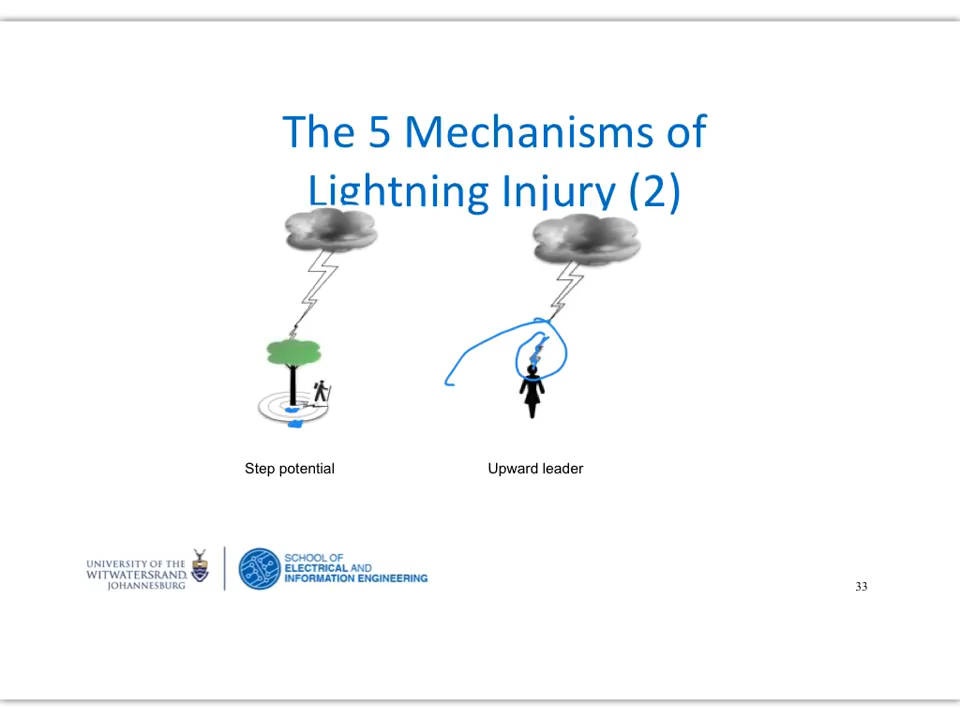 The 5 Mechanisms of
Lightning Injury (2)
Step potential
Upward leader
UNIVERSITY OF THE
WITWATERSRAND,
JOHANNESBURG
SCHOOL OF
ELECTRICAL AND
INFORMATION ENGINEERING
33